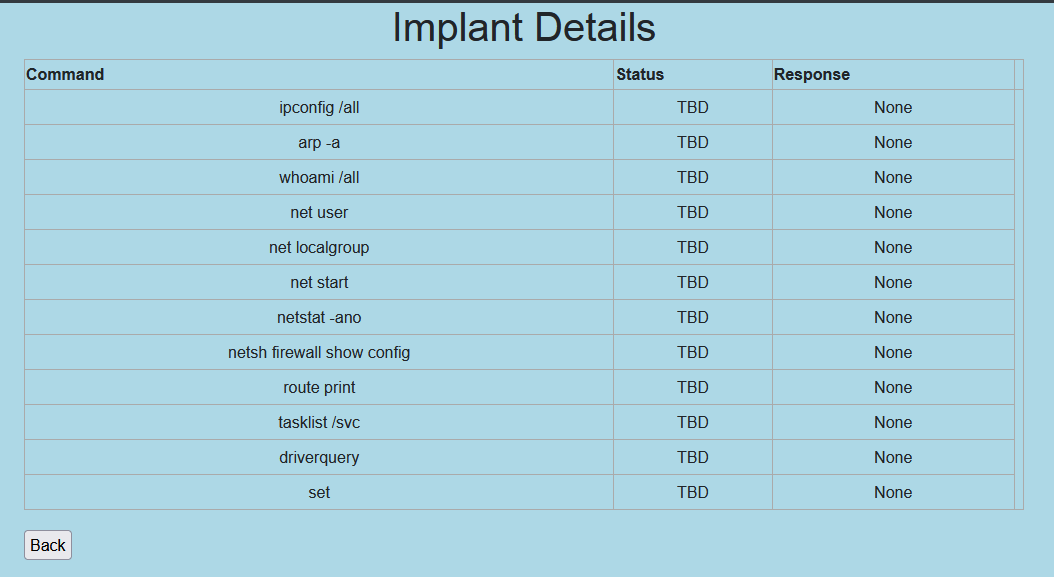 Implant Details
Command Status Response
ipconfig /all TBD None
arp -a TBD None
whoami /all TBD None
net user TBD None
net localgroup TBD None
net start TBD None
netstat -ano TBD None
netsh firewall show config TBD None
route print TBD None
tasklist /svc TBD None
driverquery TBD None
set TBD None
Back